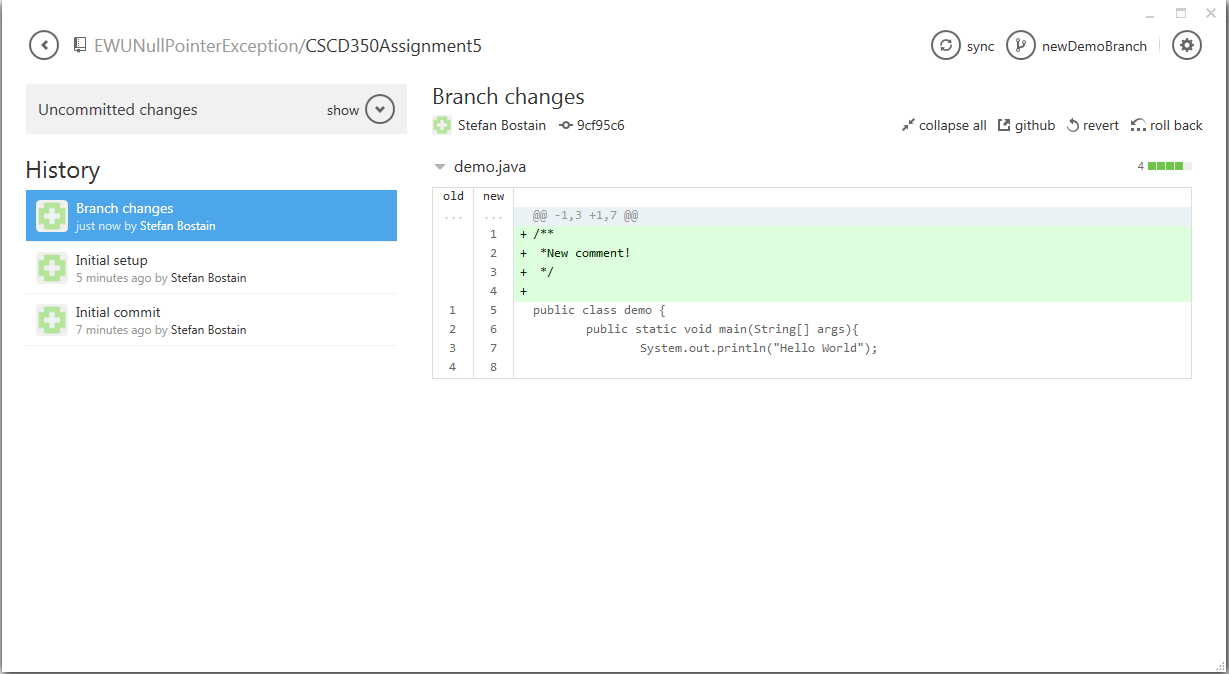 EWUNullPointerException/CSCD350Assignment5
sync newDemoBranch
Uncommitted changes show
History
Branch changes
just now by Stefan Bostain
Initial setup
5 minutes ago by Stefan Bostain
Initial commit
7 minutes ago by Stefan Bostain
Branch changes
Stefan Bostain 9cf95c6 collapse all github revert roll back
demo.java 4
old new
... ... @@ -1,3 +1,7 @@
1 + /**
2 + *New comment!
3 + */
4 +
1 5 public class demo {
2 6 public static void main(String[] args){
3 7 System.out.println("Hello World");
4 8